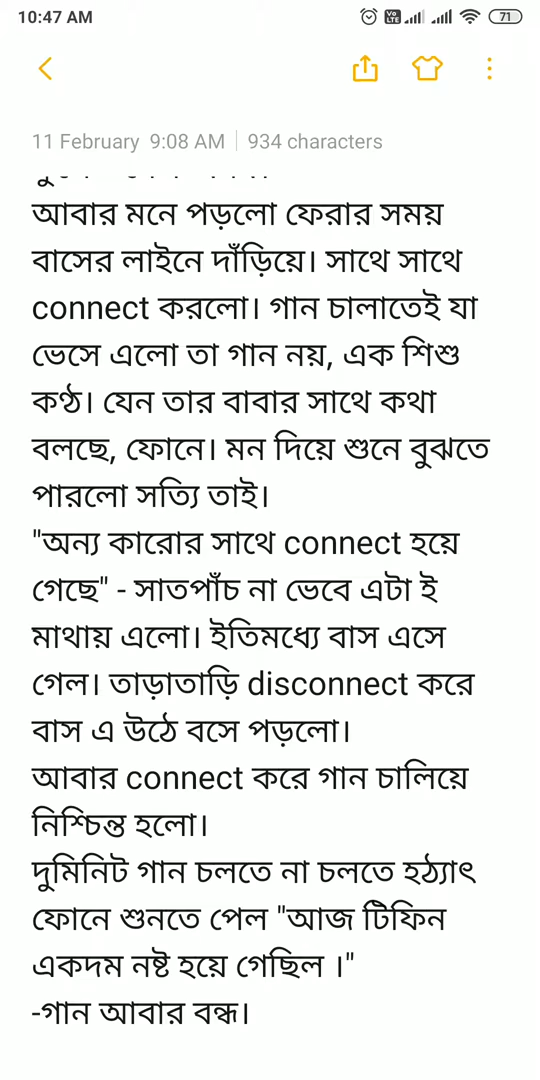 10:47 AM
Vo LTE
71
11 February 9:08 AM | 934 characters
আবার মনে পড়লো ফেরার সময়
বাসের লাইনে দাঁড়িয়ে। সাথে সাথে
connect করলো। গান চালাতেই যা
ভেসে এলো তা গান নয়, এক শিশু
কণ্ঠ। যেন তার বাবার সাথে কথা
বলছে, ফোনে। মন দিয়ে শুনে বুঝতে
পারলো সত্যি তাই।
"অন্য কারোর সাথে connect হয়ে
গেছে" - সাতপাঁচ না ভেবে এটা ই
মাথায় এলো। ইতিমধ্যে বাস এসে
গেল। তাড়াতাড়ি disconnect করে
বাস এ উঠে বসে পড়লো।
আবার connect করে গান চালিয়ে
নিশ্চিন্ত হলো।
দুমিনিট গান চলতে না চলতে হঠ্যাৎ
ফোনে শুনতে পেল "আজ টিফিন
একদম নষ্ট হয়ে গেছিল ।"
-গান আবার বন্ধ।